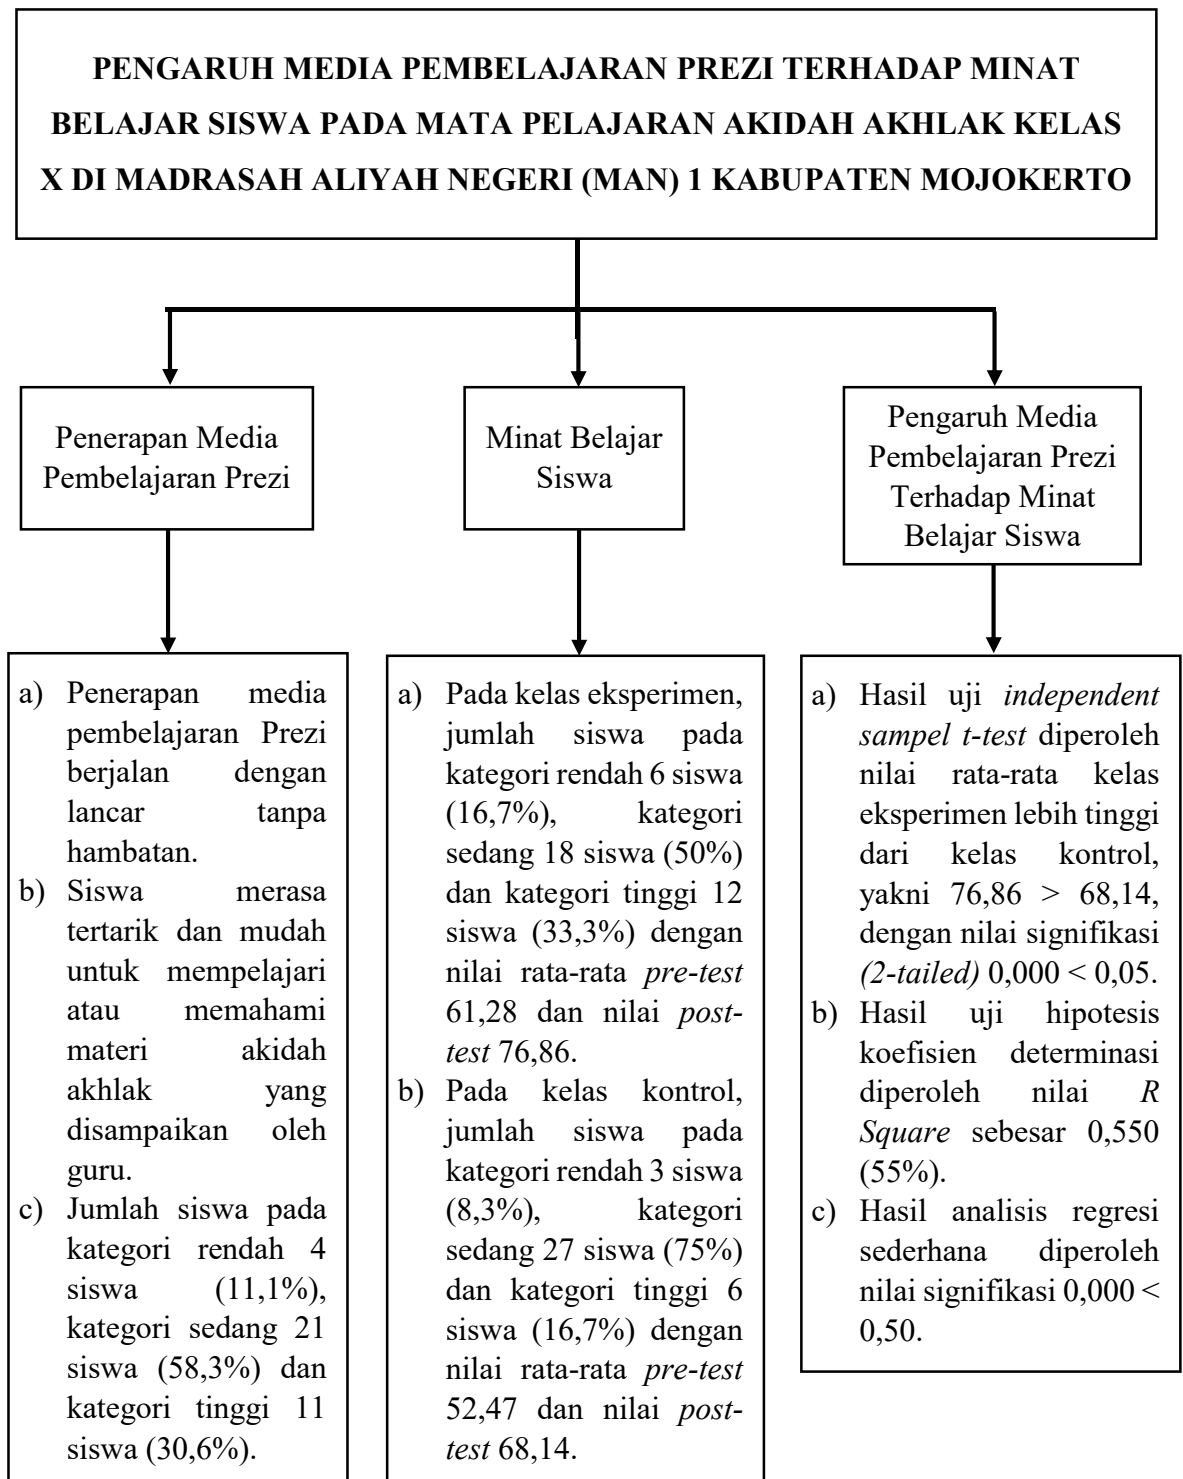 PENGARUH MEDIA PEMBELAJARAN PREZI TERHADAP MINAT
BELAJAR SISWA PADA MATA PELAJARAN AKIDAH AKHLAK KELAS
X DI MADRASAH ALIYAH NEGERI (MAN) 1 KABUPATEN MOJOKERTO
Penerapan Media
Pembelajaran Prezi
Minat Belajar
Siswa
Pengaruh Media
Pembelajaran Prezi
Terhadap Minat
Belajar Siswa
a) Penerapan media
pembelajaran Prezi
berjalan dengan
lancar tanpa
hambatan.
b) Siswa merasa
tertarik dan mudah
untuk mempelajari
atau memahami
materi akidah
akhlak yang
disampaikan oleh
guru.
c) Jumlah siswa pada
kategori rendah 4
siswa (11,1%),
kategori sedang 21
siswa (58,3%) dan
kategori tinggi 11
siswa (30,6%).
a) Pada kelas eksperimen,
jumlah siswa pada
kategori rendah 6 siswa
(16,7%), kategori
sedang 18 siswa (50%)
dan kategori tinggi 12
siswa (33,3%) dengan
nilai rata-rata pre-test
61,28 dan nilai post-
test 76,86.
b) Pada kelas kontrol,
jumlah siswa pada
kategori rendah 3 siswa
(8,3%), kategori
sedang 27 siswa (75%)
dan kategori tinggi 6
siswa (16,7%) dengan
nilai rata-rata pre-test
52,47 dan nilai post-
test 68,14.
a) Hasil uji independent
sampel t-test diperoleh
nilai rata-rata kelas
eksperimen lebih tinggi
dari kelas kontrol,
yakni 76,86 > 68,14,
dengan nilai signifikasi
(2-tailed) 0,000 < 0,05.
b) Hasil uji hipotesis
koefisien determinasi
diperoleh nilai R
Square sebesar 0,550
(55%).
c) Hasil analisis regresi
sederhana diperoleh
nilai signifikasi 0,000 <
0,50.